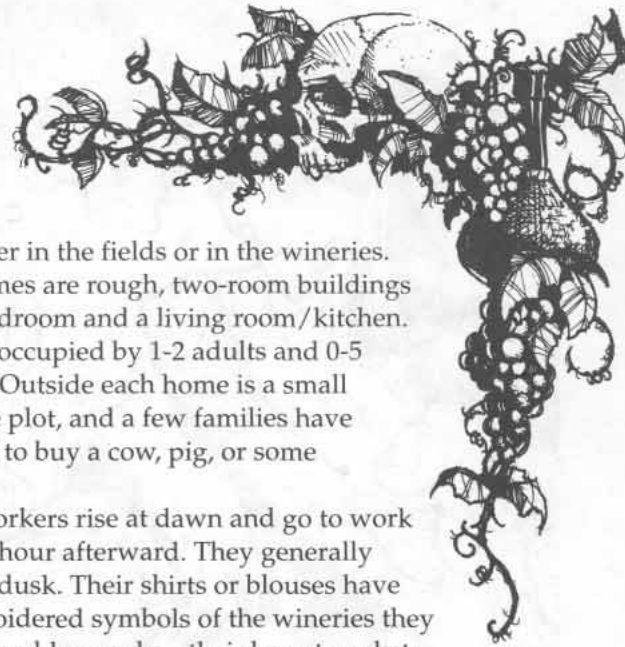 er in the fields or in the wineries.
mes are rough, two-room buildings
droom and a living room/kitchen.
occupied by 1-2 adults and 0-5
Outside each home is a small
e plot, and a few families have
to buy a cow, pig, or some
orkers rise at dawn and go to work
hour afterward. They generally
dusk. Their shirts or blouses have
oidered symbols of the wineries they